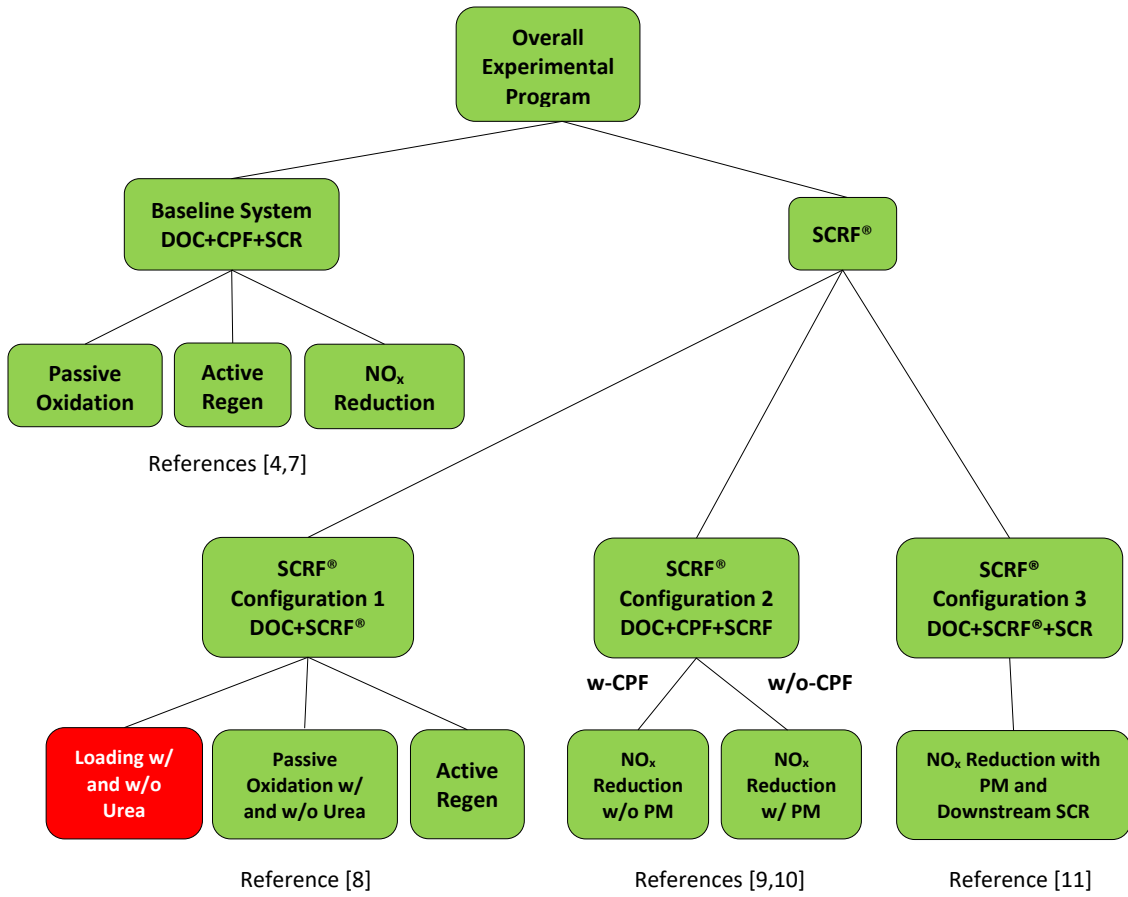 Overall
Experimental
Program
Baseline System
DOC+CPF+SCR
SCRF®
Passive
Oxidation
Active
Regen
NOₓ
Reduction
References [4,7]
SCRF®
Configuration 1
DOC+SCRF®
SCRF®
Configuration 2
DOC+CPF+SCRF
SCRF®
Configuration 3
DOC+SCRF®+SCR
w-CPF
w/o-CPF
Loading w/
and w/o
Urea
Passive
Oxidation w/
and w/o Urea
Active
Regen
NOₓ
Reduction
w/o PM
NOₓ
Reduction
w/ PM
NOₓ Reduction with
PM and
Downstream SCR
Reference [8]
References [9,10]
Reference [11]